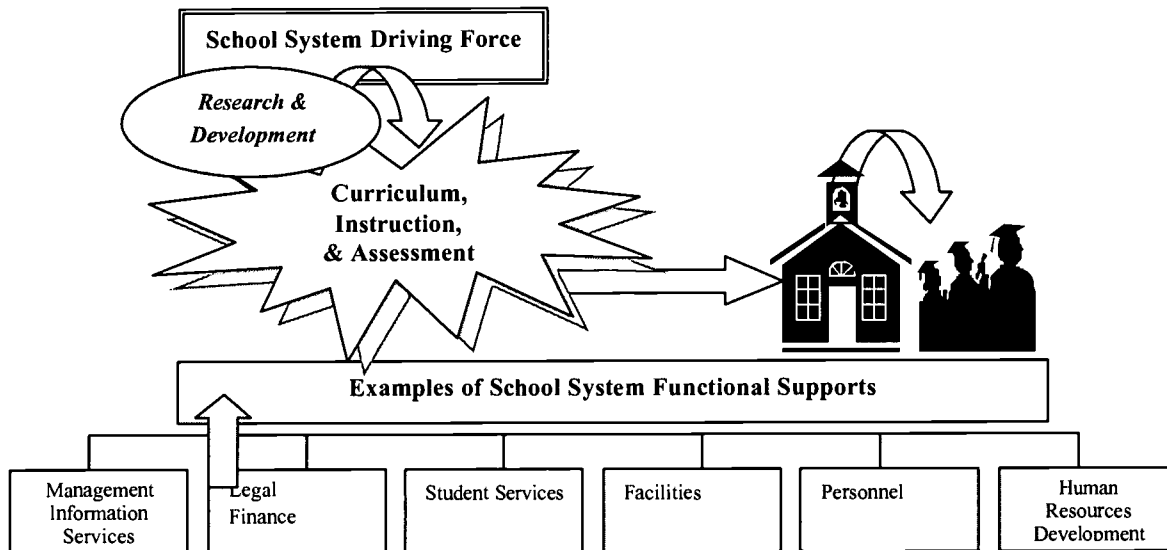 School System Driving Force
Research &
Development
Curriculum,
Instruction,
& Assessment
Examples of School System Functional Supports
Management
Information
Services
Legal
Finance
Student Services
Facilities
Personnel
Human
Resources
Development